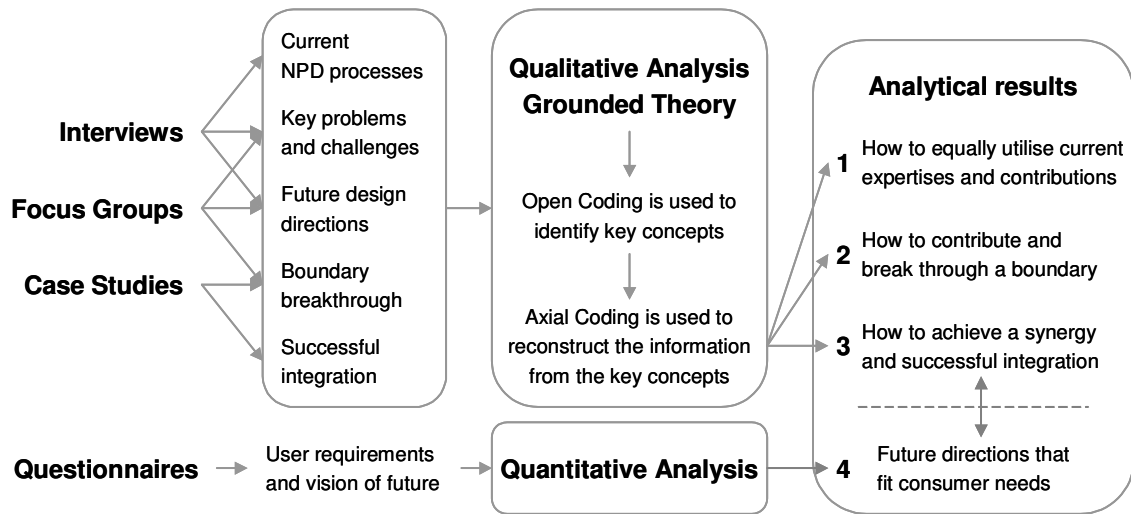 Interviews
Focus Groups
Case Studies
Current
NPD processes
Key problems
and challenges
Future design
directions
Boundary
breakthrough
Successful
integration
Qualitative Analysis
Grounded Theory
Open Coding is used to
identify key concepts
Axial Coding is used to
reconstruct the information
from the key concepts
Analytical results
1 How to equally utilise current
expertises and contributions
2 How to contribute and
break through a boundary
3 How to achieve a synergy
and successful integration
Questionnaires
User requirements
and vision of future
Quantitative Analysis
4 Future directions that
fit consumer needs